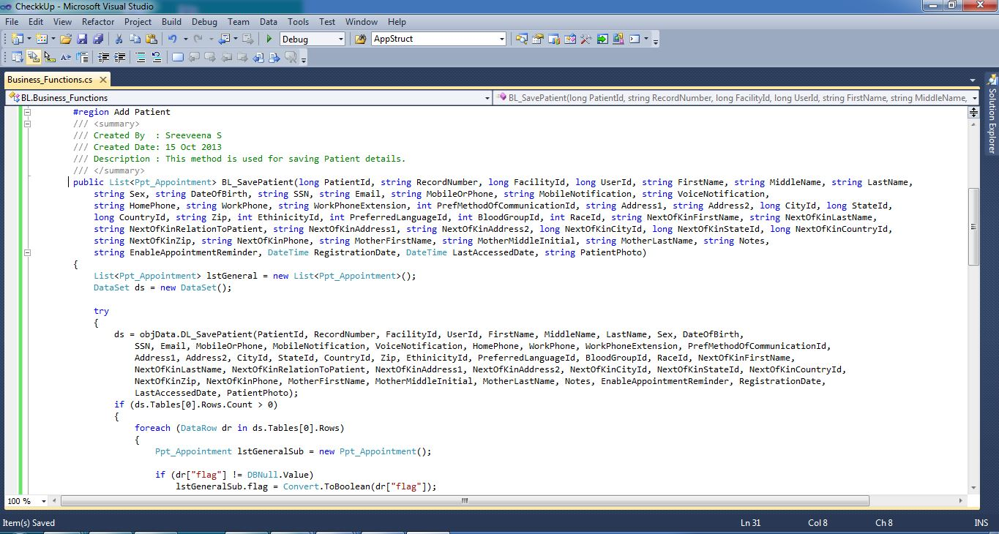 CheckkUp - Microsoft Visual Studio
File Edit View Refactor Project Build Debug Team Data Tools Test Window Help
Debug AppStruct
Business_Functions.cs
BL.Business_Functions BL_SavePatient(long PatientId, string RecordNumber, long FacilityId, long UserId, string FirstName, string MiddleName,
Solution Explorer
#region Add Patient
/// <summary>
/// Created By  : Sreeveena S
/// Created Date: 15 Oct 2013
/// Description : This method is used for saving Patient details.
/// </summary>
public List<Ppt_Appointment> BL_SavePatient(long PatientId, string RecordNumber, long FacilityId, long UserId, string FirstName, string MiddleName, string LastName,
string Sex, string DateOfBirth, string SSN, string Email, string MobileOrPhone, string MobileNotification, string VoiceNotification,
string HomePhone, string WorkPhone, string WorkPhoneExtension, int PrefMethodOfCommunicationId, string Address1, string Address2, long CityId, long StateId,
long CountryId, string Zip, int EthinicityId, int PreferredLanguageId, int BloodGroupId, int RaceId, string NextOfKinFirstName, string NextOfKinLastName,
string NextOfKinRelationToPatient, string NextOfKinAddress1, string NextOfKinAddress2, long NextOfKinCityId, long NextOfKinStateId, long NextOfKinCountryId,
string NextOfKinZip, string NextOfKinPhone, string MotherFirstName, string MotherMiddleInitial, string MotherLastName, string Notes,
string EnableAppointmentReminder, DateTime RegistrationDate, DateTime LastAccessedDate, string PatientPhoto)
{
List<Ppt_Appointment> lstGeneral = new List<Ppt_Appointment>();
DataSet ds = new DataSet();
try
{
ds = objData.DL_SavePatient(PatientId, RecordNumber, FacilityId, UserId, FirstName, MiddleName, LastName, Sex, DateOfBirth,
SSN, Email, MobileOrPhone, MobileNotification, VoiceNotification, HomePhone, WorkPhone, WorkPhoneExtension, PrefMethodOfCommunicationId,
Address1, Address2, CityId, StateId, CountryId, Zip, EthinicityId, PreferredLanguageId, BloodGroupId, RaceId, NextOfKinFirstName,
NextOfKinLastName, NextOfKinRelationToPatient, NextOfKinAddress1, NextOfKinAddress2, NextOfKinCityId, NextOfKinStateId, NextOfKinCountryId,
NextOfKinZip, NextOfKinPhone, MotherFirstName, MotherMiddleInitial, MotherLastName, Notes, EnableAppointmentReminder, RegistrationDate,
LastAccessedDate, PatientPhoto);
if (ds.Tables[0].Rows.Count > 0)
{
foreach (DataRow dr in ds.Tables[0].Rows)
{
Ppt_Appointment lstGeneralSub = new Ppt_Appointment();
if (dr["flag"] != DBNull.Value)
lstGeneralSub.flag = Convert.ToBoolean(dr["flag"]);
100 %
Item(s) Saved Ln 31 Col 8 Ch 8 INS